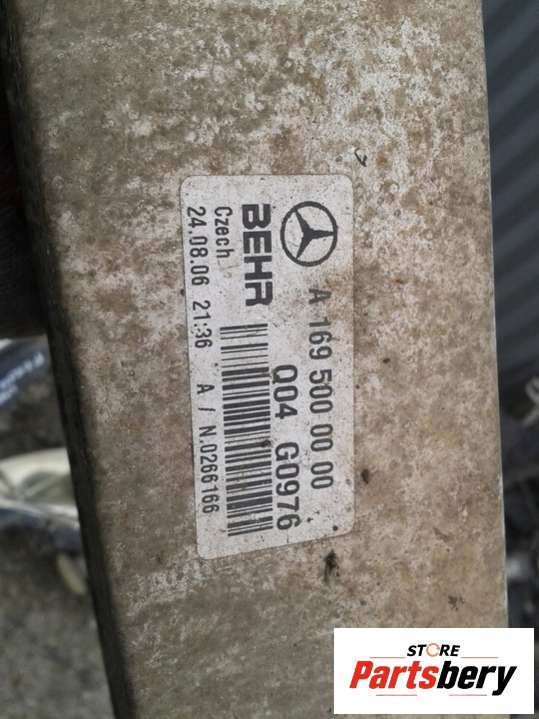 A 169 500 00 00
BEHR Q04 G0976
Czech
24.08.06 21:36 A / N.0266166
STORE
Partsbery